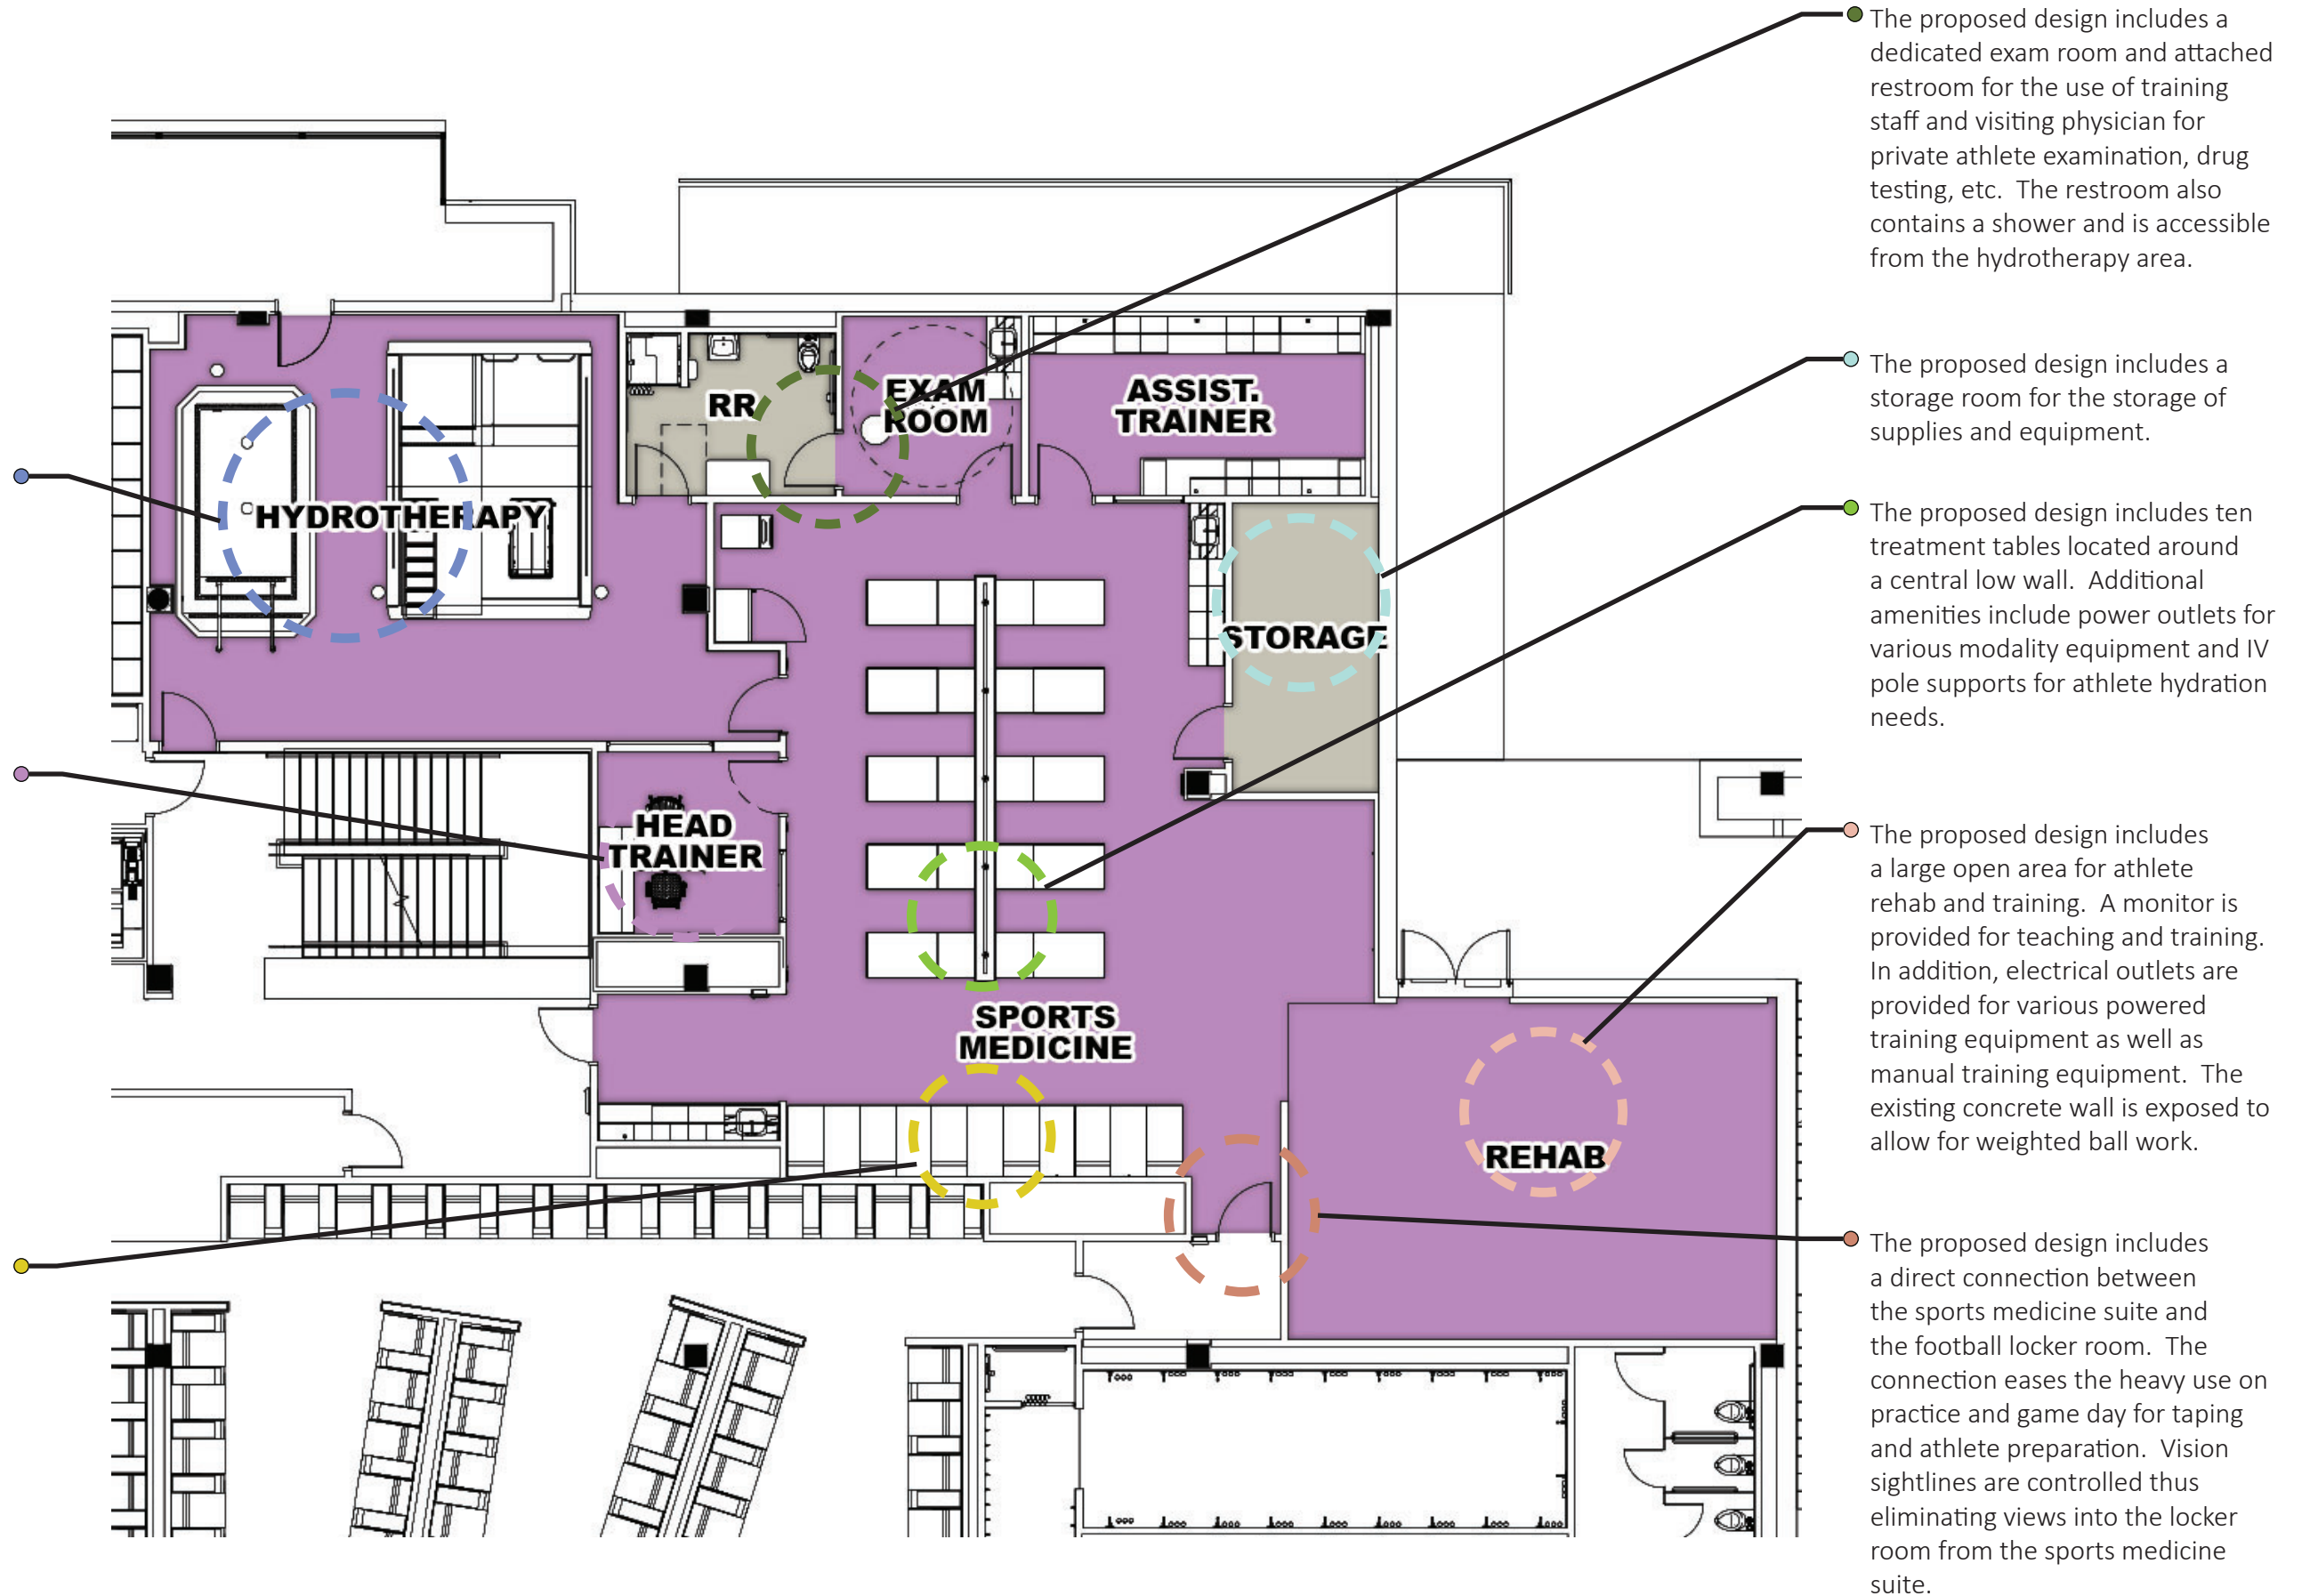 The proposed design includes a
dedicated exam room and attached
restroom for the use of training
staff and visiting physician for
private athlete examination, drug
testing, etc.  The restroom also
contains a shower and is accessible
from the hydrotherapy area.
The proposed design includes a
storage room for the storage of
supplies and equipment.
The proposed design includes ten
treatment tables located around
a central low wall.  Additional
amenities include power outlets for
various modality equipment and IV
pole supports for athlete hydration
needs.
The proposed design includes
a large open area for athlete
rehab and training.  A monitor is
provided for teaching and training.
In addition, electrical outlets are
provided for various powered
training equipment as well as
manual training equipment.  The
existing concrete wall is exposed to
allow for weighted ball work.
The proposed design includes
a direct connection between
the sports medicine suite and
the football locker room.  The
connection eases the heavy use on
practice and game day for taping
and athlete preparation.  Vision
sightlines are controlled thus
eliminating views into the locker
room from the sports medicine
suite.
RR
EXAM
ROOM
ASSIST.
TRAINER
HYDROTHERAPY
STORAGE
HEAD
TRAINER
SPORTS
MEDICINE
REHAB